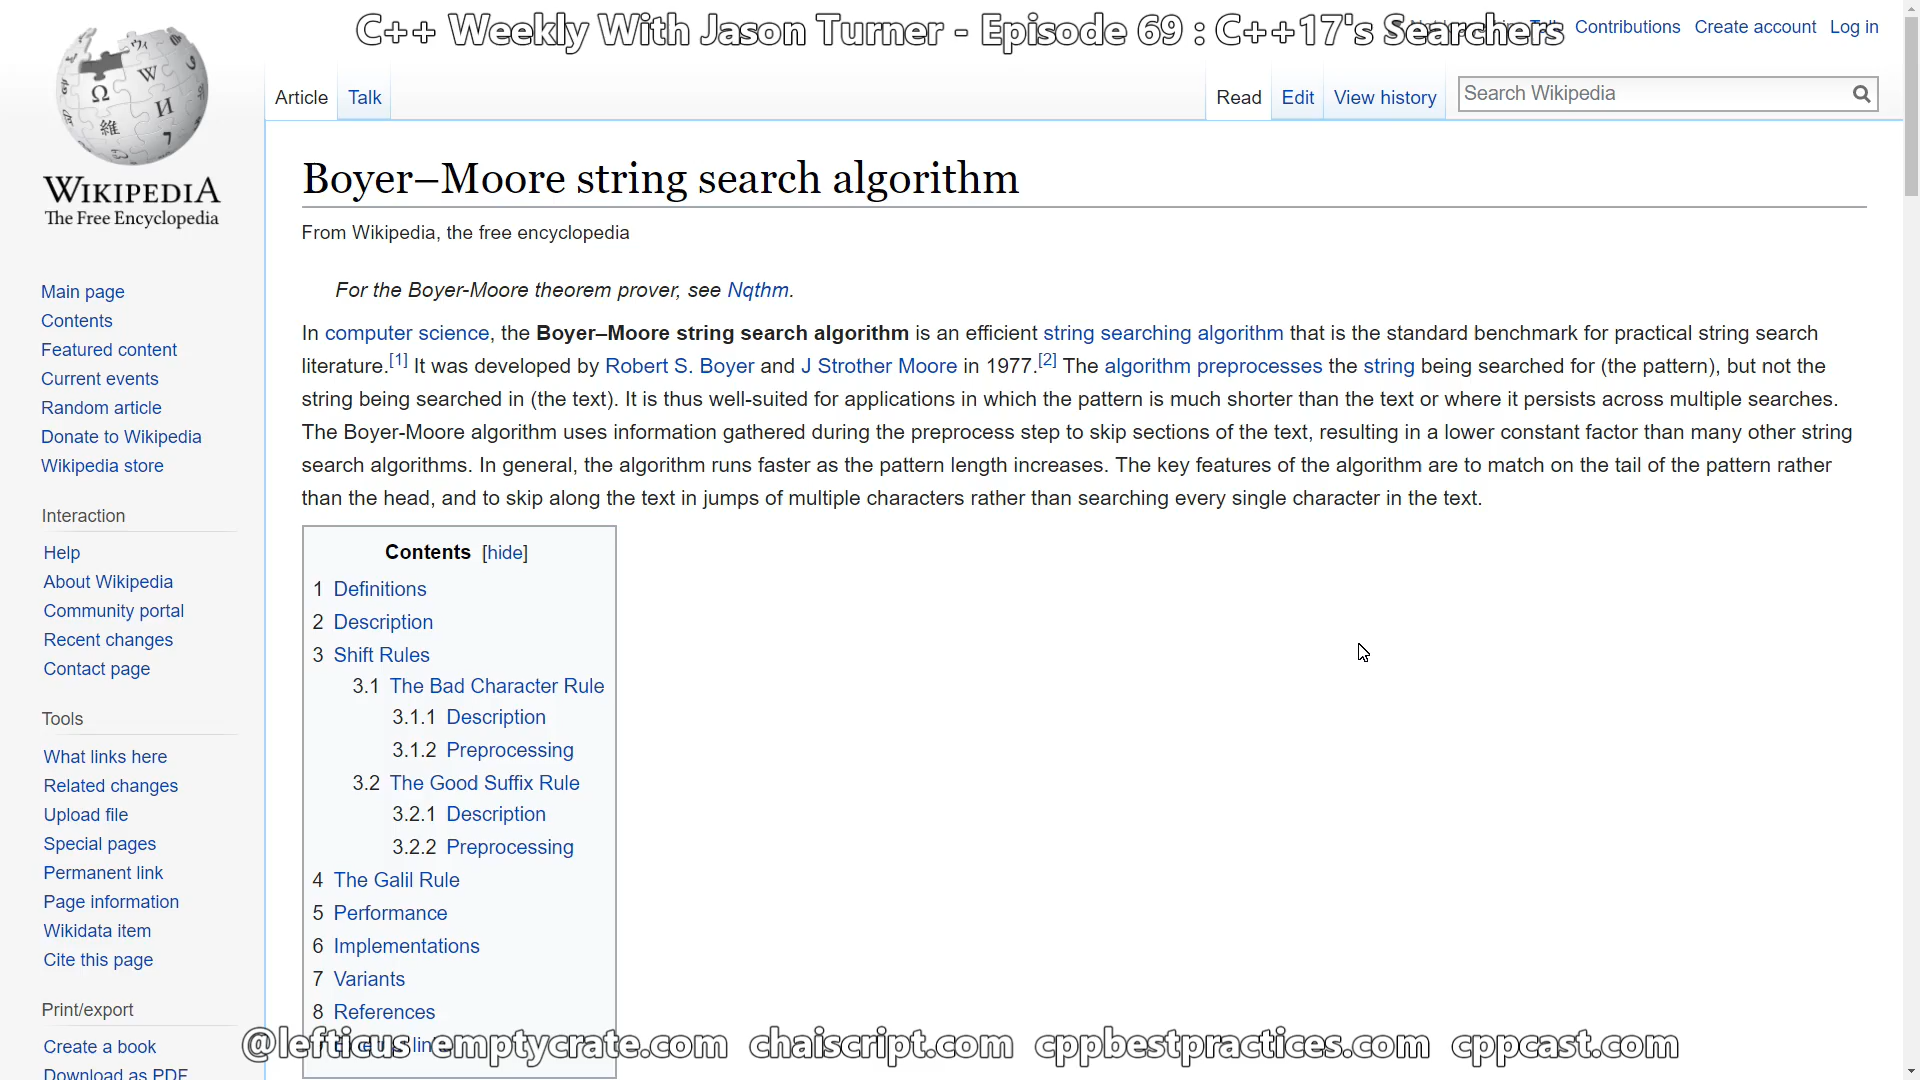 C++ Weekly With Jason Turner - Episode 69 : C++17's Searchers
Contributions Create account Log in
Article Talk Read Edit View history Search Wikipedia
WIKIPEDIA
The Free Encyclopedia
Boyer–Moore string search algorithm
From Wikipedia, the free encyclopedia
For the Boyer-Moore theorem prover, see Nqthm.
In computer science, the Boyer–Moore string search algorithm is an efficient string searching algorithm that is the standard benchmark for practical string search
literature.[1] It was developed by Robert S. Boyer and J Strother Moore in 1977.[2] The algorithm preprocesses the string being searched for (the pattern), but not the
string being searched in (the text). It is thus well-suited for applications in which the pattern is much shorter than the text or where it persists across multiple searches.
The Boyer-Moore algorithm uses information gathered during the preprocess step to skip sections of the text, resulting in a lower constant factor than many other string
search algorithms. In general, the algorithm runs faster as the pattern length increases. The key features of the algorithm are to match on the tail of the pattern rather
than the head, and to skip along the text in jumps of multiple characters rather than searching every single character in the text.
Main page
Contents
Featured content
Current events
Random article
Donate to Wikipedia
Wikipedia store
Interaction
Help
About Wikipedia
Community portal
Recent changes
Contact page
Tools
What links here
Related changes
Upload file
Special pages
Permanent link
Page information
Wikidata item
Cite this page
Print/export
Create a book
Download as PDF
Contents [hide]
1 Definitions
2 Description
3 Shift Rules
3.1 The Bad Character Rule
3.1.1 Description
3.1.2 Preprocessing
3.2 The Good Suffix Rule
3.2.1 Description
3.2.2 Preprocessing
4 The Galil Rule
5 Performance
6 Implementations
7 Variants
8 References
@lefticus emptycrate.com chaiscript.com cppbestpractices.com cppcast.com